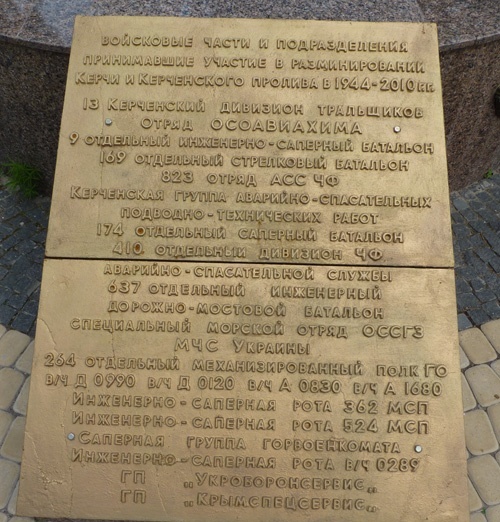 ВОЙСКОВЫЕ ЧАСТИ И ПОДРАЗДЕЛЕНИЯ
ПРИНИМАВШИЕ УЧАСТИЕ В РАЗМИНИРОВАНИИ
КЕРЧИ И КЕРЧЕНСКОГО ПРОЛИВА В 1944-2010 г.г.
13 КЕРЧЕНСКИЙ ДИВИЗИОН ТРАЛЬЩИКОВ
ОТРЯД ОСОАВИАХИМА
9 ОТДЕЛЬНЫЙ ИНЖЕНЕРНО-САПЕРНЫЙ БАТАЛЬОН
169 ОТДЕЛЬНЫЙ СТРЕЛКОВЫЙ БАТАЛЬОН
823 ОТРЯД АСС ЧФ
КЕРЧЕНСКАЯ ГРУППА АВАРИЙНО-СПАСАТЕЛЬНЫХ
ПОДВОДНО-ТЕХНИЧЕСКИХ РАБОТ
174 ОТДЕЛЬНЫЙ САПЕРНЫЙ БАТАЛЬОН
410 ОТДЕЛЬНЫЙ ДИВИЗИОН ЧФ
АВАРИЙНО-СПАСАТЕЛЬНОЙ СЛУЖБЫ
637 ОТДЕЛЬНЫЙ ИНЖЕНЕРНЫЙ
ДОРОЖНО-МОСТОВОЙ БАТАЛЬОН
СПЕЦИАЛЬНЫЙ МОРСКОЙ ОТРЯД ОССГЗ
МЧС УКРАИНЫ
264 ОТДЕЛЬНЫЙ МЕХАНИЗИРОВАННЫЙ ПОЛК ГО
В/Ч Д 0990 В/Ч Д 0120 В/Ч А 0830 В/Ч А 1680
ИНЖЕНЕРНО-САПЕРНАЯ РОТА 362 МСП
ИНЖЕНЕРНО-САПЕРНАЯ РОТА 524 МСП
САПЕРНАЯ ГРУППА ГОРВОЕНКОМАТА
ИНЖЕНЕРНО-САПЕРНАЯ РОТА В/Ч 0289
ГП „УКРОБОРОНСЕРВИС„
ГП „КРЫМСПЕЦСЕРВИС„